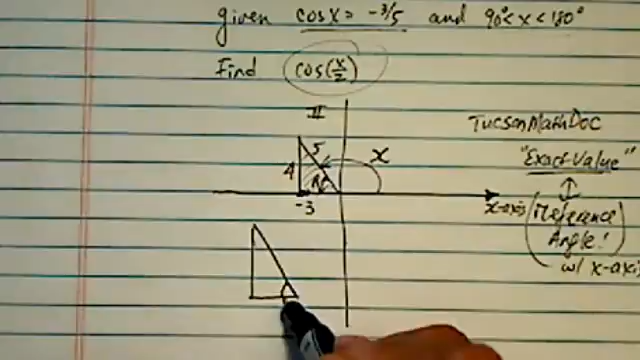 given cos x = -3/5 and 90° < x < 180°
Find cos(x/2)
II
TucsonMathDoc
5
x
"Exact-Value"
4
-3
x-axis
(Reference
Angle!
w/ x-axis